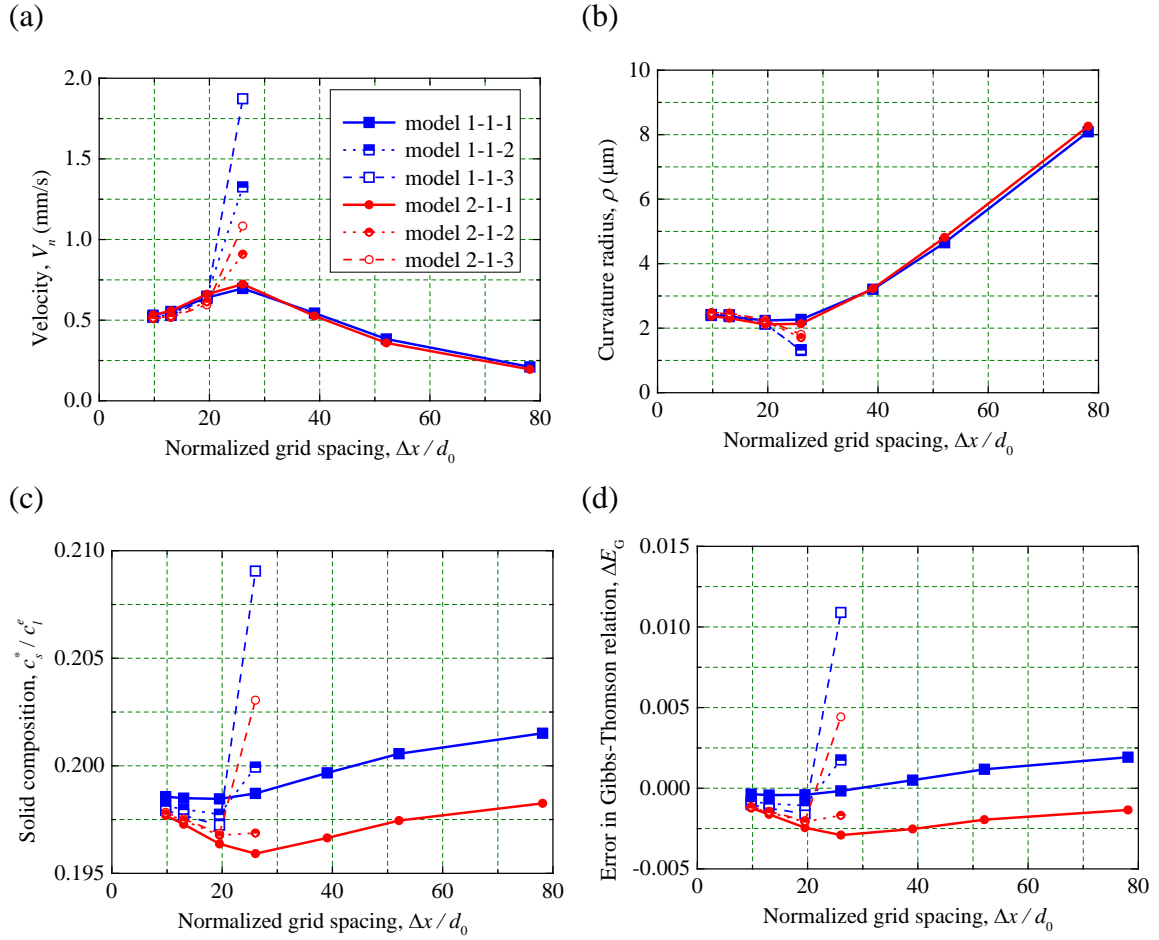 (a)
2.0
1.5
1.0
0.5
0.0
0
20
40
60
80
Velocity, V_n (mm/s)
Normalized grid spacing, Δx / d_0
model 1-1-1
model 1-1-2
model 1-1-3
model 2-1-1
model 2-1-2
model 2-1-3
(b)
10
8
6
4
2
0
0
20
40
60
80
Curvature radius, ρ (μm)
Normalized grid spacing, Δx / d_0
(c)
0.210
0.205
0.200
0.195
0
20
40
60
80
Solid composition, c_s^* / c_l^e
Normalized grid spacing, Δx / d_0
(d)
0.015
0.010
0.005
0.000
-0.005
0
20
40
60
80
Error in Gibbs-Thomson relation, ΔE_G
Normalized grid spacing, Δx / d_0